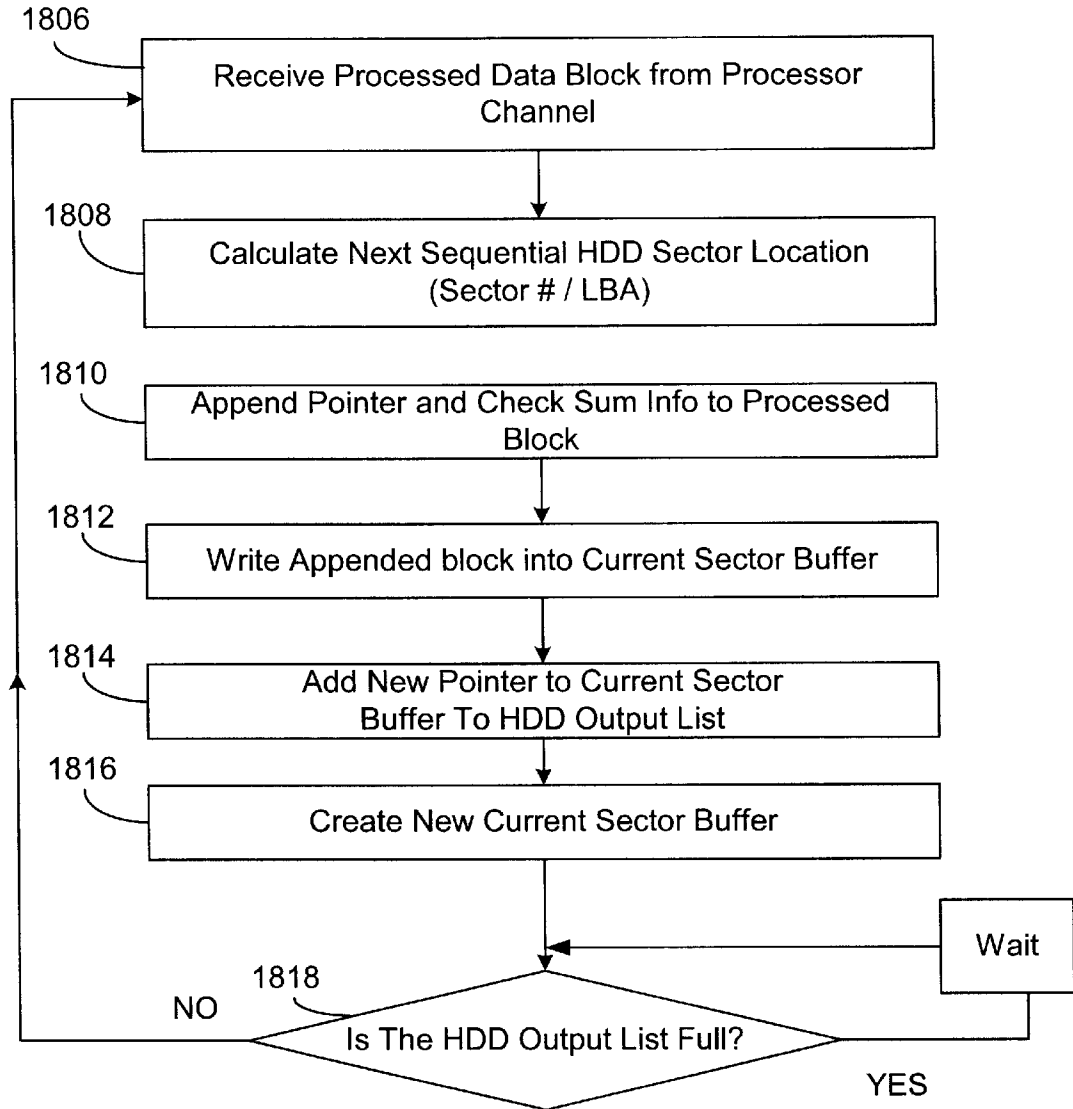 1806
Receive Processed Data Block from Processor
Channel
1808
Calculate Next Sequential HDD Sector Location
(Sector # / LBA)
1810
Append Pointer and Check Sum Info to Processed
Block
1812
Write Appended block into Current Sector Buffer
1814
Add New Pointer to Current Sector
Buffer To HDD Output List
1816
Create New Current Sector Buffer
Wait
1818
NO
Is The HDD Output List Full?
YES